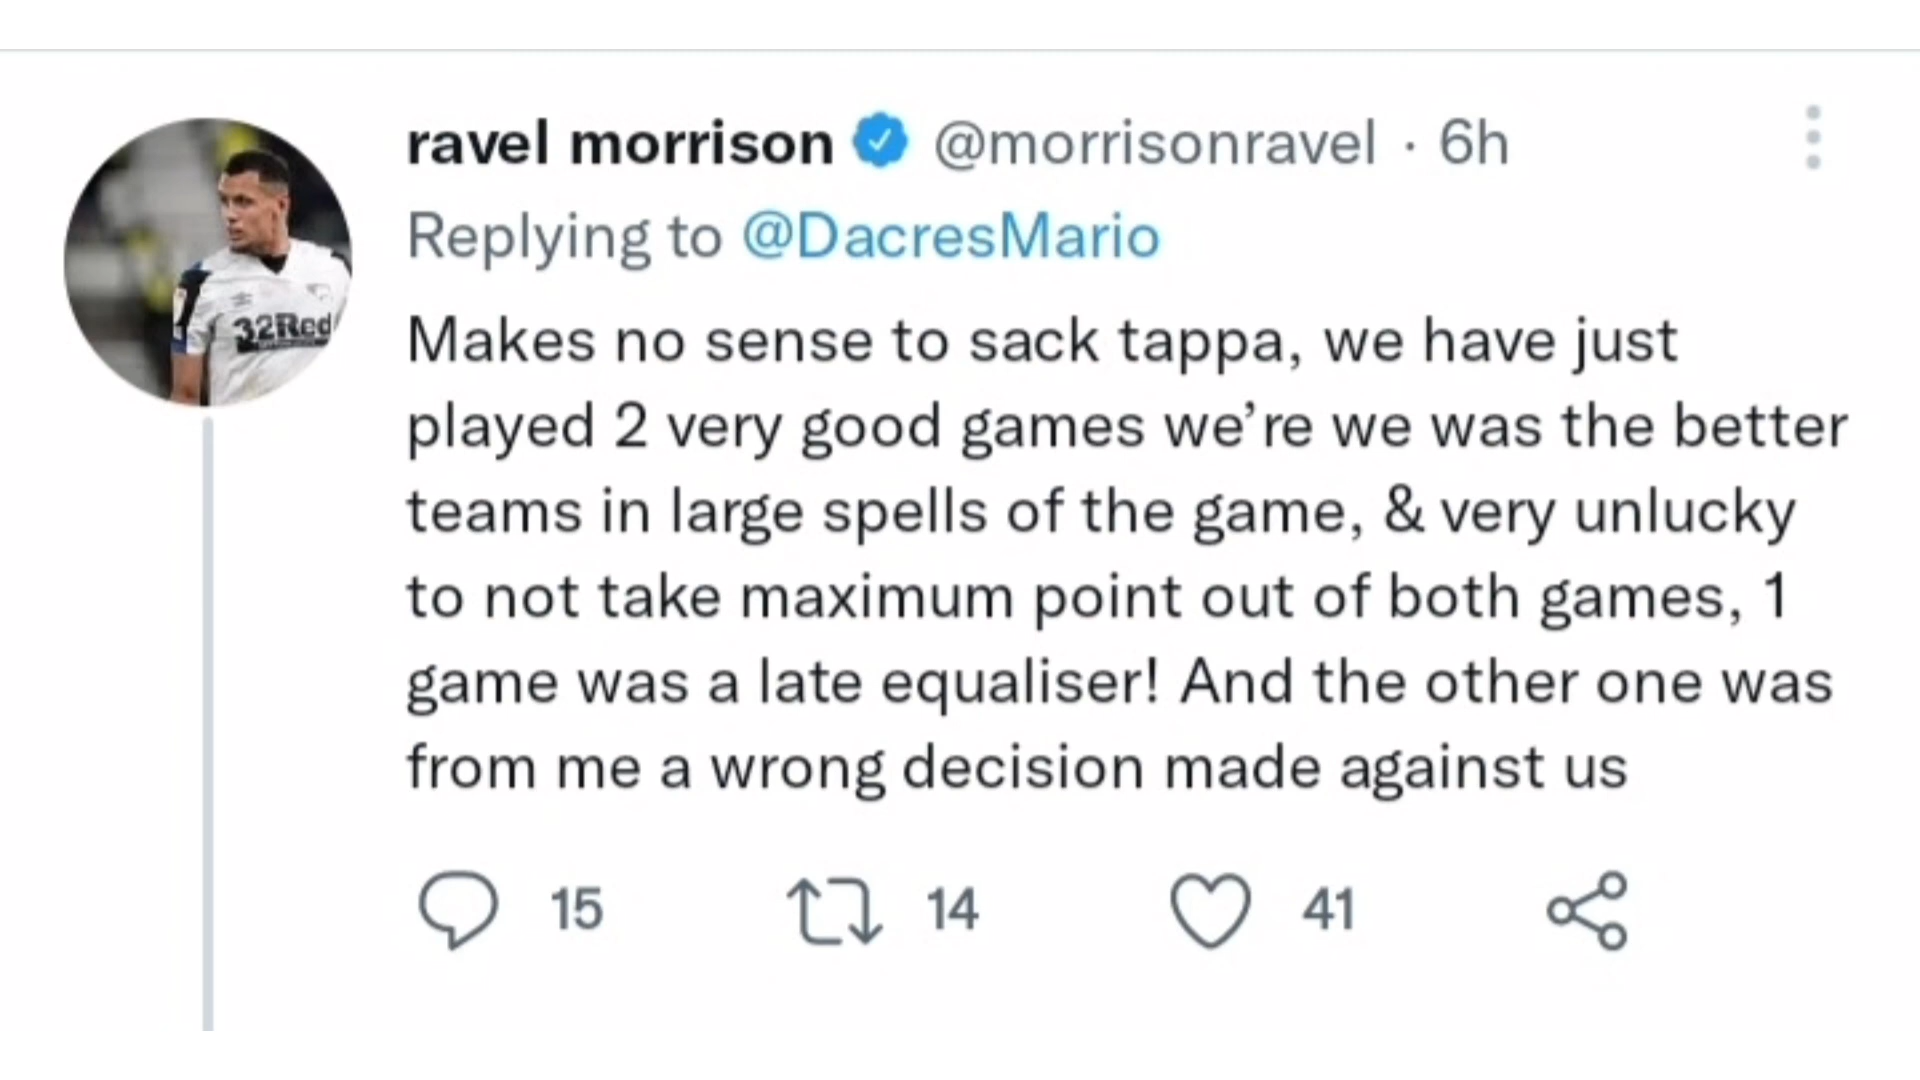 ravel morrison @morrisonravel · 6h
Replying to @DacresMario
32Red
Makes no sense to sack tappa, we have just
played 2 very good games we’re we was the better
teams in large spells of the game, & very unlucky
to not take maximum point out of both games, 1
game was a late equaliser! And the other one was
from me a wrong decision made against us
15 14 41